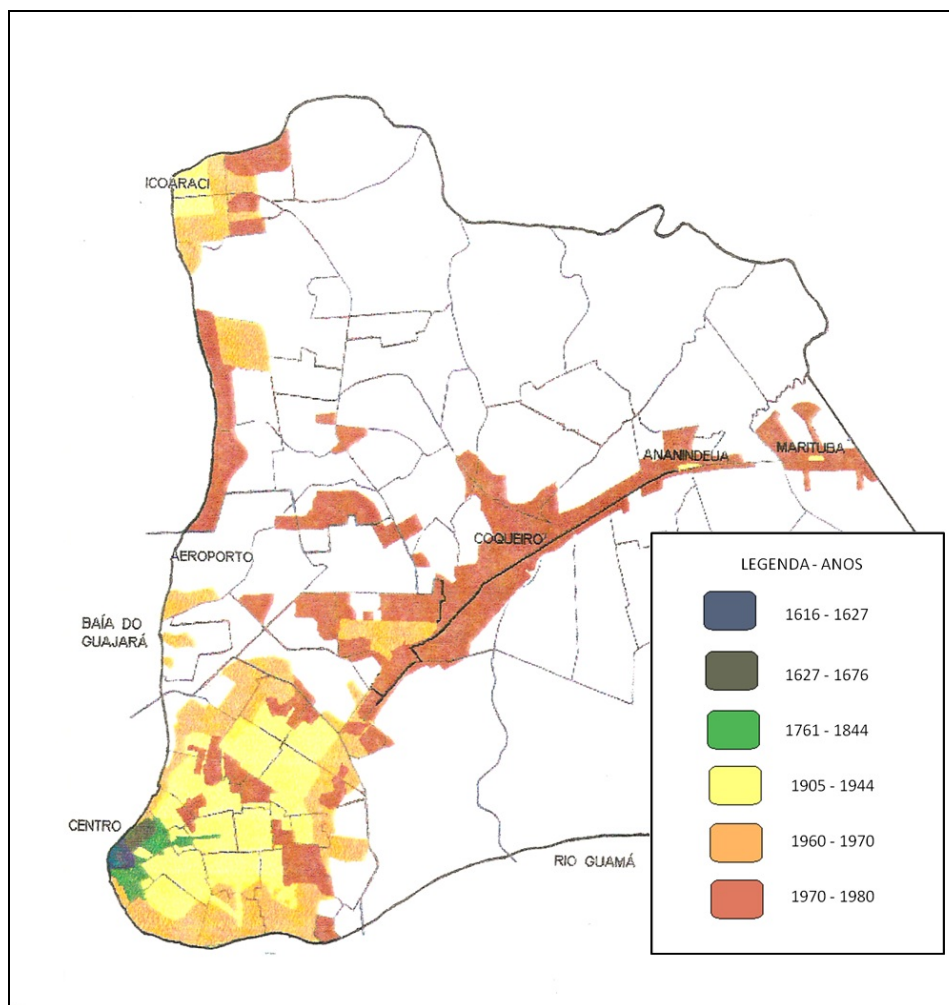 ICOARACI
ANANINDEUA
MARITUBA
COQUEIRO
AEROPORTO
BAÍA DO
GUAJARÁ
CENTRO
RIO GUAMÁ
LEGENDA - ANOS
1616 - 1627
1627 - 1676
1761 - 1844
1905 - 1944
1960 - 1970
1970 - 1980